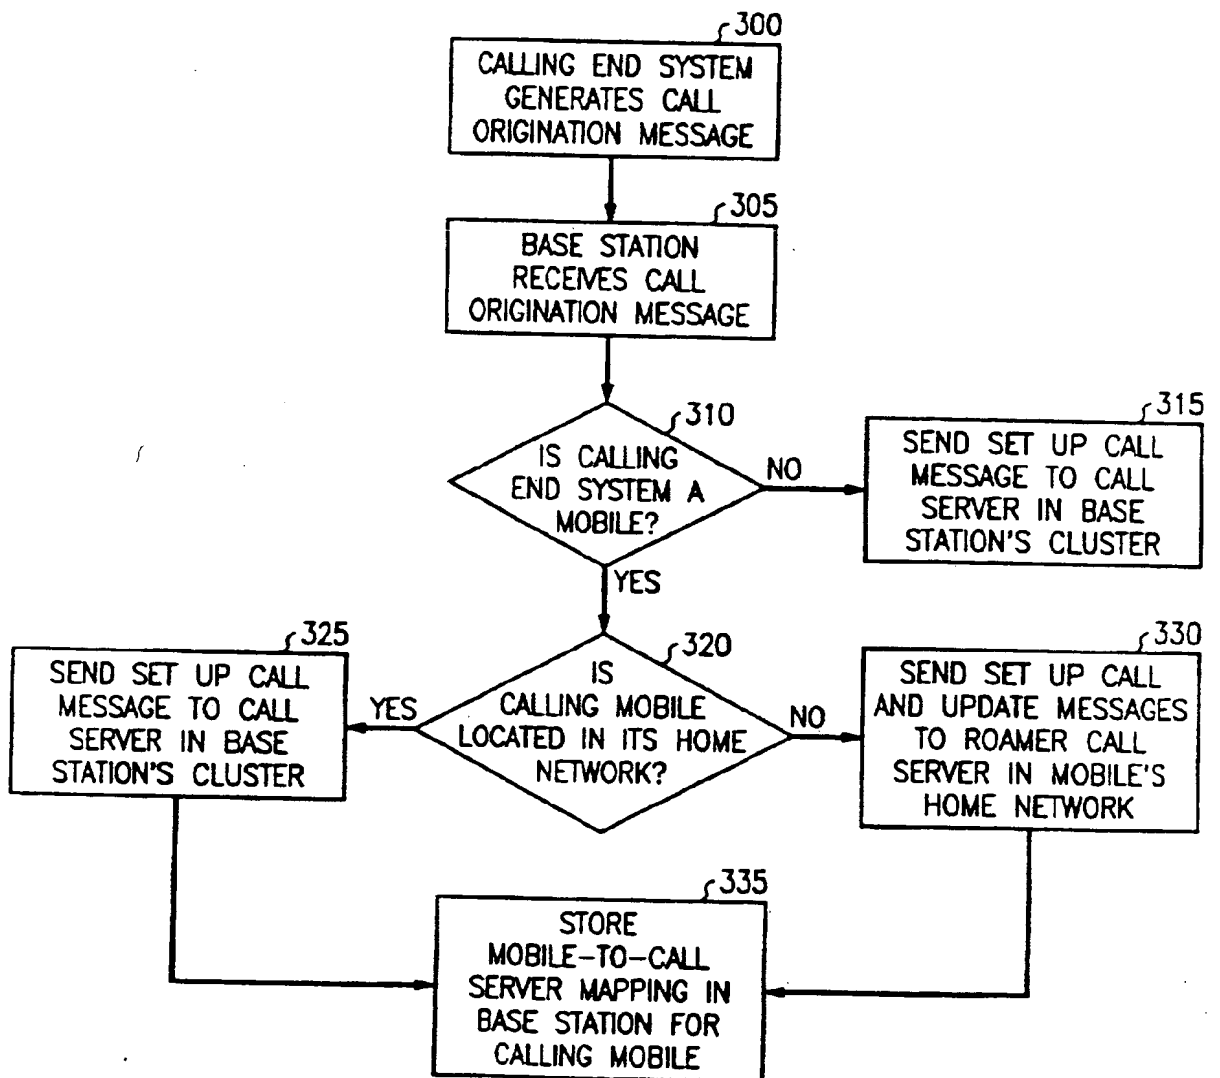 300
CALLING END SYSTEM
GENERATES CALL
ORIGINATION MESSAGE
305
BASE STATION
RECEIVES CALL
ORIGINATION MESSAGE
310
IS CALLING
END SYSTEM A
MOBILE?
NO
YES
315
SEND SET UP CALL
MESSAGE TO CALL
SERVER IN BASE
STATION'S CLUSTER
320
IS
CALLING MOBILE
LOCATED IN ITS HOME
NETWORK?
YES
NO
325
SEND SET UP CALL
MESSAGE TO CALL
SERVER IN BASE
STATION'S CLUSTER
330
SEND SET UP CALL
AND UPDATE MESSAGES
TO ROAMER CALL
SERVER IN MOBILE'S
HOME NETWORK
335
STORE
MOBILE-TO-CALL
SERVER MAPPING IN
BASE STATION FOR
CALLING MOBILE